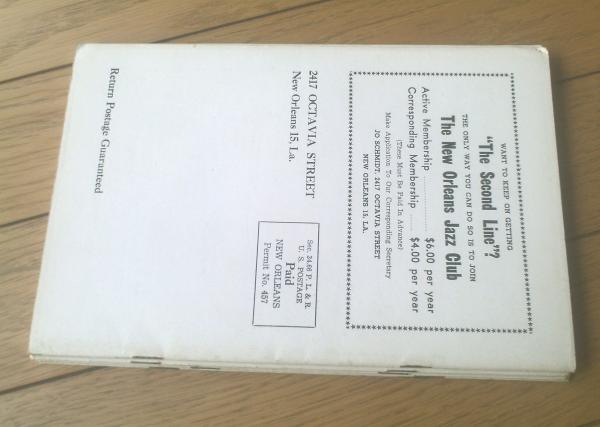 WANT TO KEEP ON GETTING
"The Second Line"?
THE ONLY WAY YOU CAN DO SO IS TO JOIN
The New Orleans Jazz Club
Active Membership ............ $6.00 per year
Corresponding Membership ..... $4.00 per year
(These Must Be Paid In Advance)
Make Application To Our Corresponding Secretary
JO SCHMIDT, 2417 OCTAVIA STREET
NEW ORLEANS 15, LA.
2417 OCTAVIA STREET
New Orleans 15, La.
Sec. 34.66 P. L. & R.
U. S. POSTAGE
Paid
NEW ORLEANS
Permit No. 457
Return Postage Guaranteed